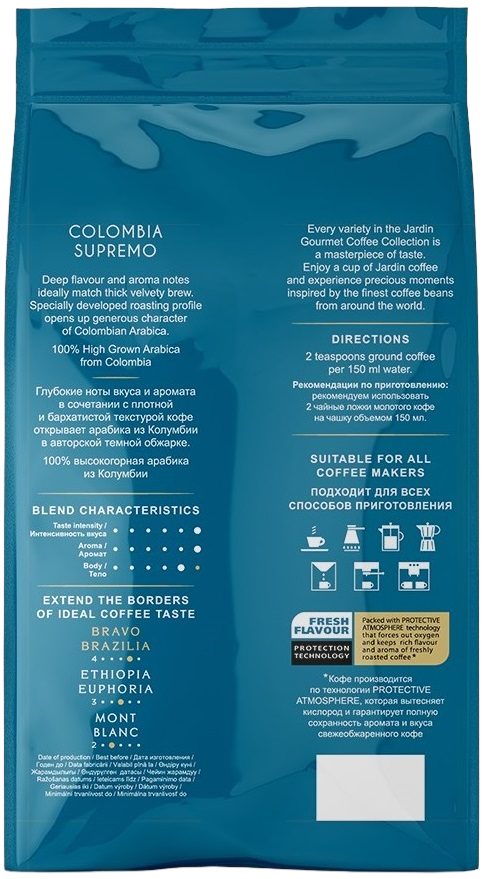 COLOMBIA
SUPREMO
Deep flavour and aroma notes
ideally match thick velvety brew.
Specially developed roasting profile
opens up generous character
of Colombian Arabica.
100% High Grown Arabica
from Colombia
Глубокие ноты вкуса и аромата
в сочетании с плотной
и бархатистой текстурой кофе
открывает арабика из Колумбии
в авторской темной обжарке.
100% высокогорная арабика
из Колумбии
BLEND CHARACTERISTICS
Taste intensity /
Интенсивность вкуса
Aroma /
Аромат
Body /
Тело
EXTEND THE BORDERS
OF IDEAL COFFEE TASTE
BRAVO
BRAZILIA
4
ETHIOPIA
EUPHORIA
3
MONT
BLANC
2
Date of production / Best before / Дата изготовления /
Годен до / Data fabricării / Valabil pînă la / Өндіру күні /
Жарамдылығы / Өндүрүлгөн датасы / Чейин жарамдуу /
Ražošanas datums / Ieteicams līdz / Pagaminimo data /
Geriausias iki / Datum výroby / Dátum výroby /
Minimální trvanlivost do / Minimálna trvanlivosť do
Every variety in the Jardin
Gourmet Coffee Collection is
a masterpiece of taste.
Enjoy a cup of Jardin coffee
and experience precious moments
inspired by the finest coffee beans
from around the world.
DIRECTIONS
2 teaspoons ground coffee
per 150 ml water.
Рекомендации по приготовлению:
рекомендуем использовать
2 чайные ложки молотого кофе
на чашку объемом 150 мл.
SUITABLE FOR ALL
COFFEE MAKERS
ПОДХОДИТ ДЛЯ ВСЕХ
СПОСОБОВ ПРИГОТОВЛЕНИЯ
FRESH
FLAVOUR
PROTECTION
TECHNOLOGY
Packed with PROTECTIVE
ATMOSPHERE technology
that forces out oxygen
and keeps rich flavour
and aroma of freshly
roasted coffee*
*Кофе производится
по технологии PROTECTIVE
ATMOSPHERE, которая вытесняет
кислород и гарантирует полную
сохранность аромата и вкуса
свежеобжаренного кофе